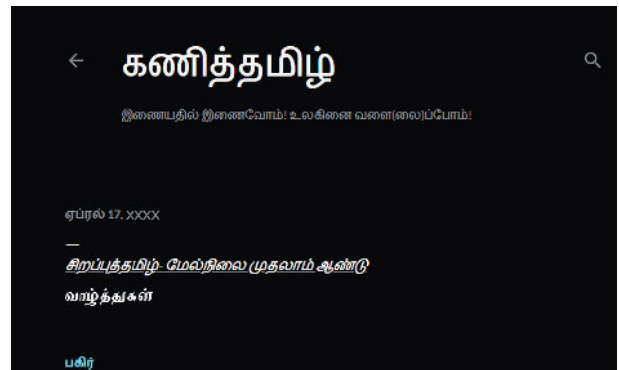 கணித்தமிழ்
இணையதில் இணைவோம்! உலகினை வளை(லை)ப்போம்!
ஏப்ரல் 17, XXXX
—
சிறப்புத்தமிழ்- மேல்நிலை முதலாம் ஆண்டு
வாழ்த்துகள்
பகிர்